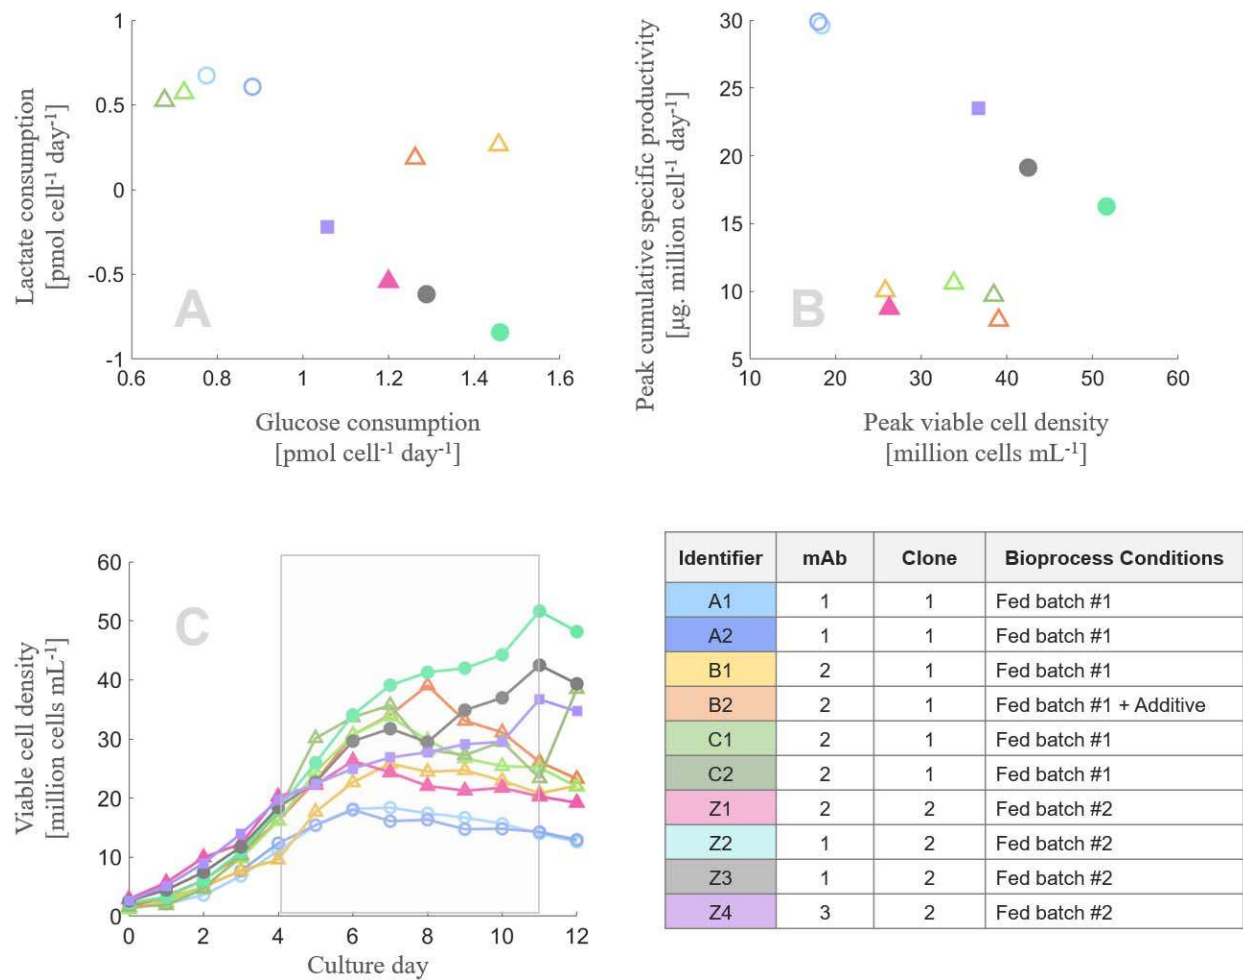 1
0.5
0
-0.5
-1
0.6 0.8 1 1.2 1.4 1.6
Lactate consumption
[pmol cell⁻¹ day⁻¹]
A
Glucose consumption
[pmol cell⁻¹ day⁻¹]
30
25
20
15
10
5
10 20 30 40 50 60
Peak cumulative specific productivity
[µg. million cell⁻¹ day⁻¹]
B
Peak viable cell density
[million cells mL⁻¹]
60
50
40
30
20
10
0
0 2 4 6 8 10 12
Viable cell density
[million cells mL⁻¹]
C
Culture day
Identifier mAb Clone Bioprocess Conditions
A1 1 1 Fed batch #1
A2 1 1 Fed batch #1
B1 2 1 Fed batch #1
B2 2 1 Fed batch #1 + Additive
C1 2 1 Fed batch #1
C2 2 1 Fed batch #1
Z1 2 2 Fed batch #2
Z2 1 2 Fed batch #2
Z3 1 2 Fed batch #2
Z4 3 2 Fed batch #2